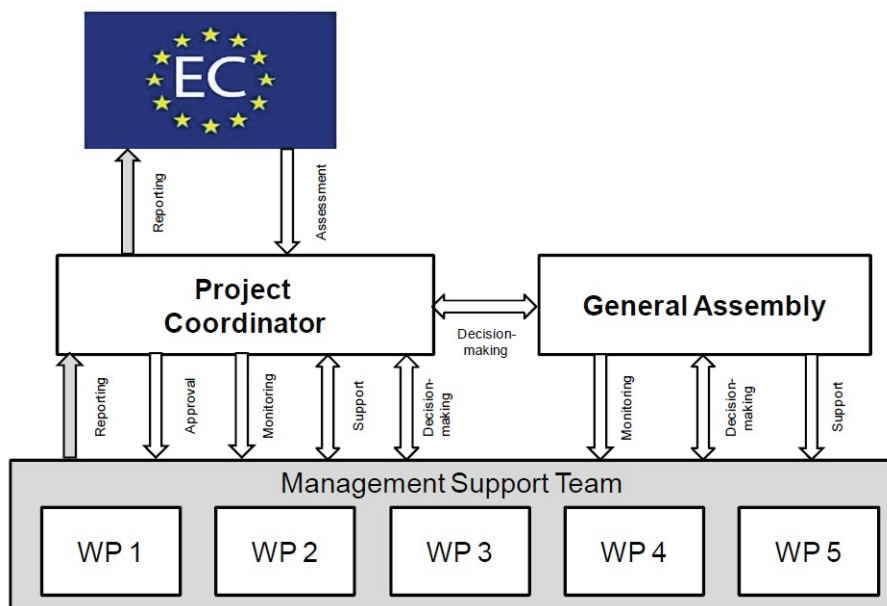 EC
Reporting
Assessment
Project
Coordinator
General Assembly
Decision-
making
Reporting
Approval
Monitoring
Support
Decision-
making
Monitoring
Decision-
making
Support
Management Support Team
WP 1
WP 2
WP 3
WP 4
WP 5